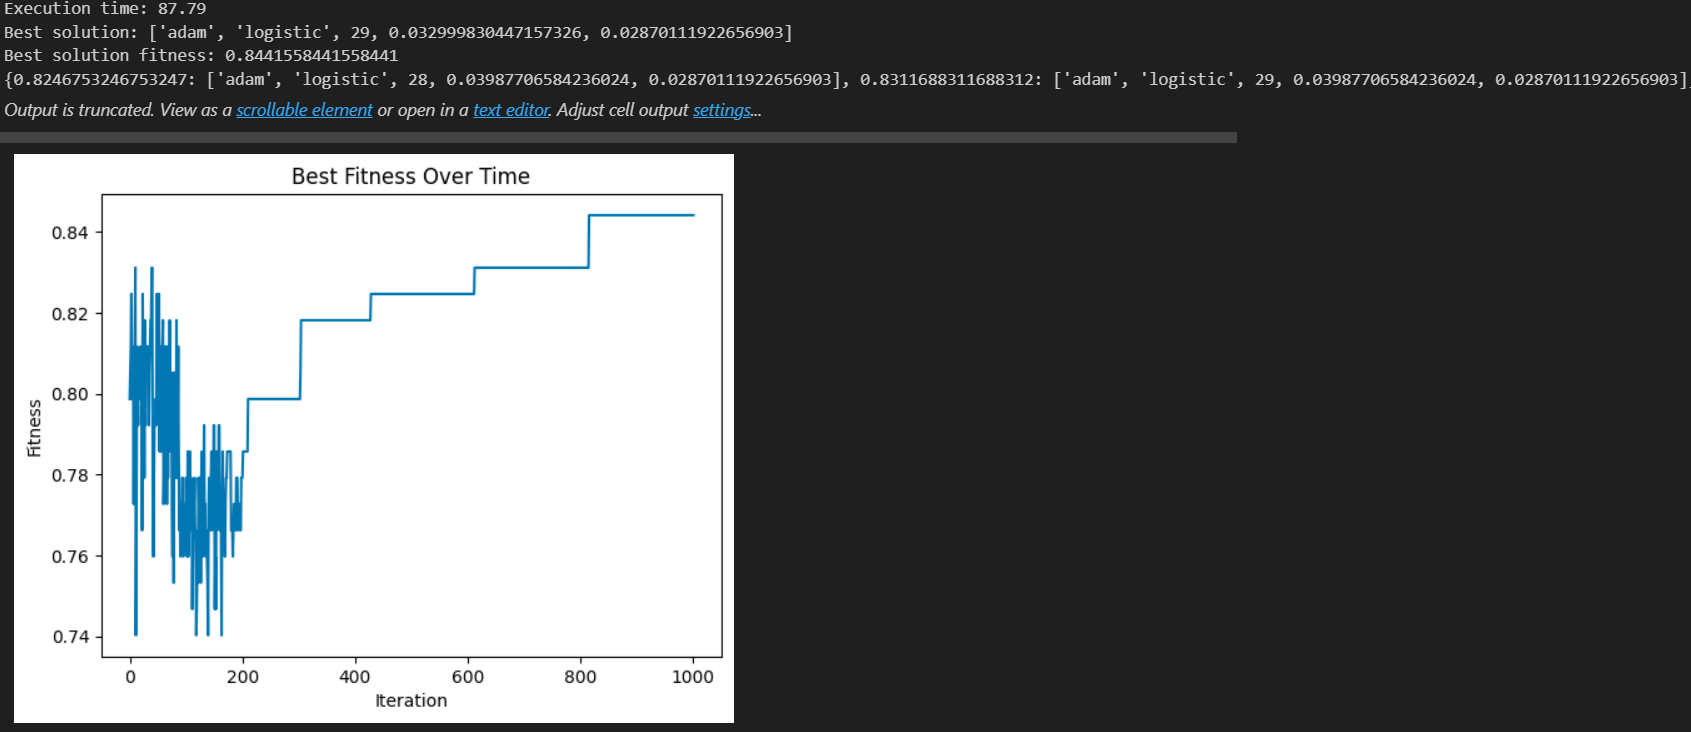 Execution time: 87.79
Best solution: ['adam', 'logistic', 29, 0.032999830447157326, 0.02870111922656903]
Best solution fitness: 0.8441558441558441
{0.8246753246753247: ['adam', 'logistic', 28, 0.03987706584236024, 0.02870111922656903], 0.8311688311688312: ['adam', 'logistic', 29, 0.03987706584236024, 0.02870111922656903],
Output is truncated. View as a scrollable element or open in a text editor. Adjust cell output settings...
Best Fitness Over Time
0.84
0.82
0.80
0.78
0.76
0.74
Fitness
0 200 400 600 800 1000
Iteration